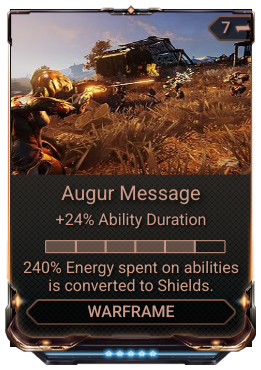 7
Augur Message
+24% Ability Duration
240% Energy spent on abilities
is converted to Shields.
WARFRAME